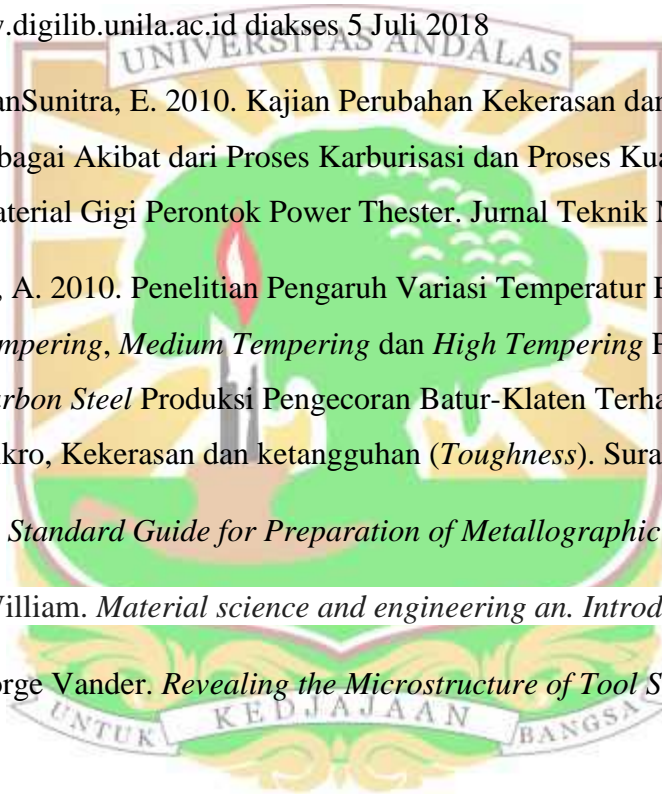 .digilib.unila.ac.id diakses 5 Juli 2018
UNIVERSITAS ANDALAS
anSunitra, E. 2010. Kajian Perubahan Kekerasan dan
bagai Akibat dari Proses Karburisasi dan Proses Kua
aterial Gigi Perontok Power Thester. Jurnal Teknik M
, A. 2010. Penelitian Pengaruh Variasi Temperatur P
mpering, Medium Tempering dan High Tempering P
arbon Steel Produksi Pengecoran Batur-Klaten Terha
ikro, Kekerasan dan ketangguhan (Toughness). Sura
Standard Guide for Preparation of Metallographic
William. Material science and engineering an. Introd
orge Vander. Revealing the Microstructure of Tool S
UNTUK KEDJAJAAN BANGSA